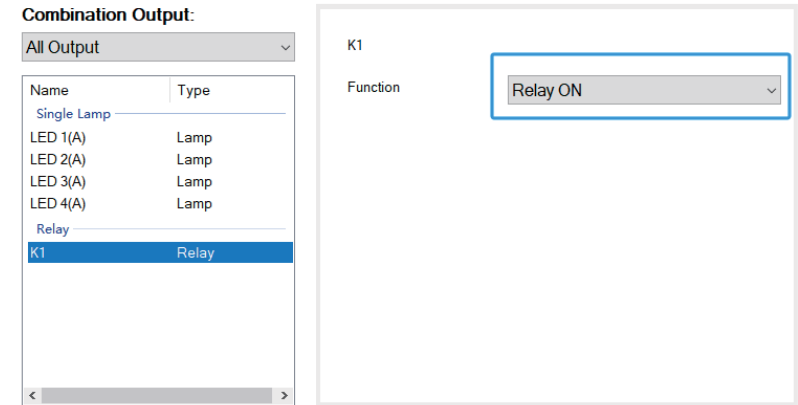 Combination Output:
All Output
Name Type
Single Lamp
LED 1(A) Lamp
LED 2(A) Lamp
LED 3(A) Lamp
LED 4(A) Lamp
Relay
K1 Relay
K1
Function Relay ON